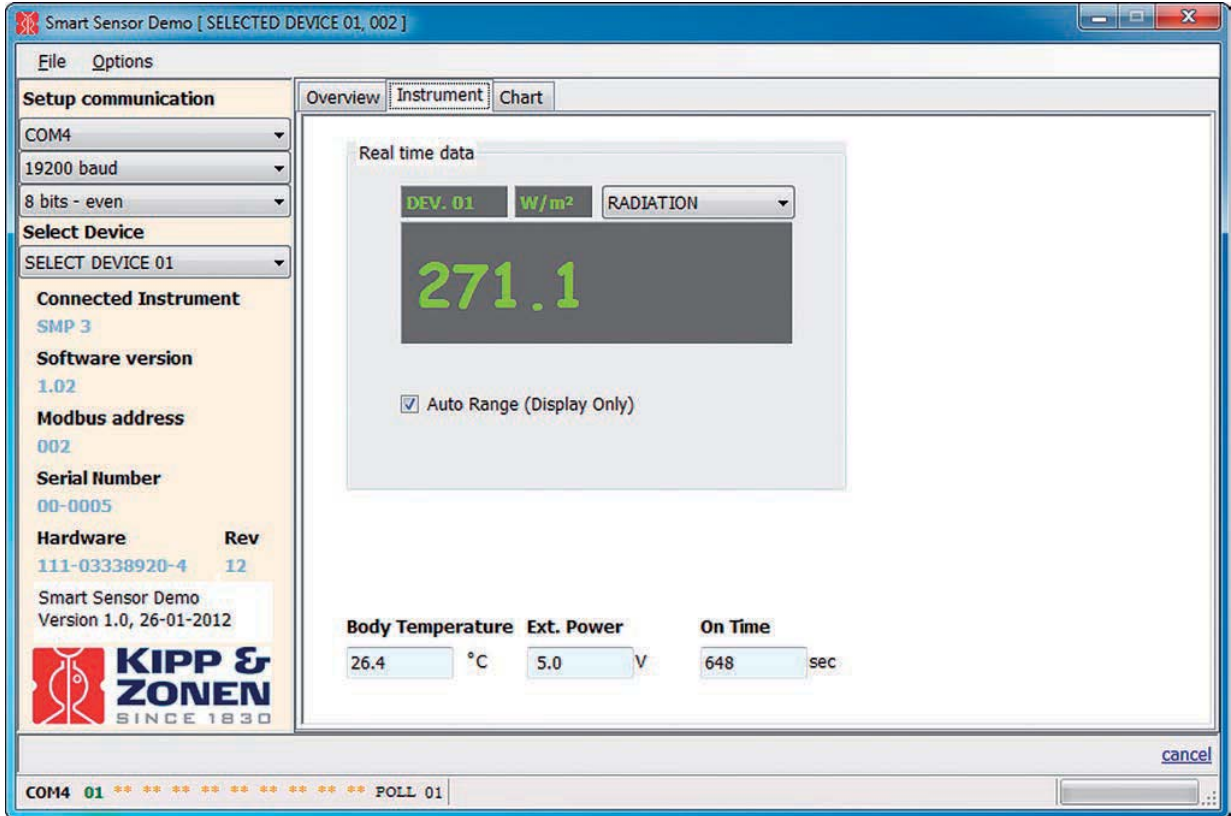 Smart Sensor Demo [ SELECTED DEVICE 01, 002 ]
File Options
Setup communication
COM4
19200 baud
8 bits - even
Select Device
SELECT DEVICE 01
Connected Instrument
SMP 3
Software version
1.02
Modbus address
002
Serial Number
00-0005
Hardware Rev
111-03338920-4 12
Smart Sensor Demo
Version 1.0, 26-01-2012
KIPP &
ZONEN
SINCE 1830
Overview Instrument Chart
Real time data
DEV. 01 W/m² RADIATION
271.1
Auto Range (Display Only)
Body Temperature Ext. Power On Time
26.4 °C 5.0 V 648 sec
cancel
COM4 01 ** ** ** ** ** ** ** ** ** POLL 01